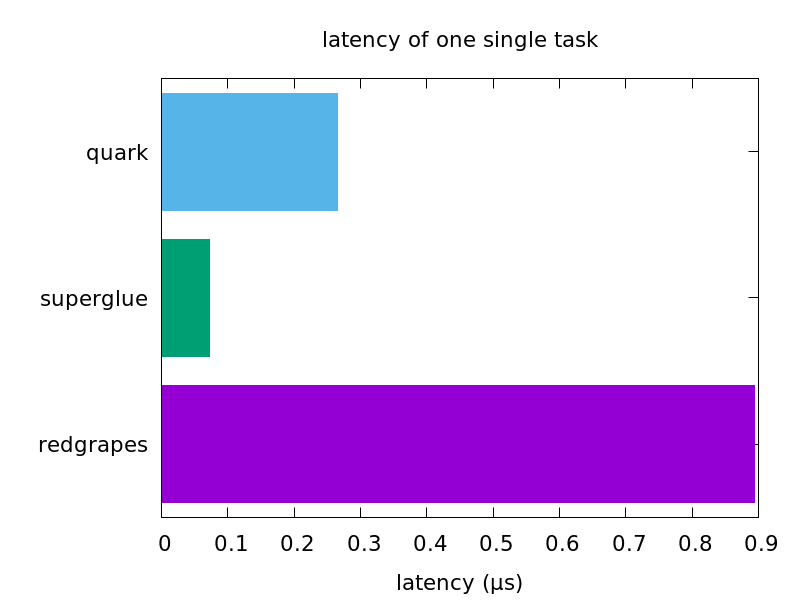 latency of one single task
quark
superglue
redgrapes
0 0.1 0.2 0.3 0.4 0.5 0.6 0.7 0.8 0.9
latency (µs)